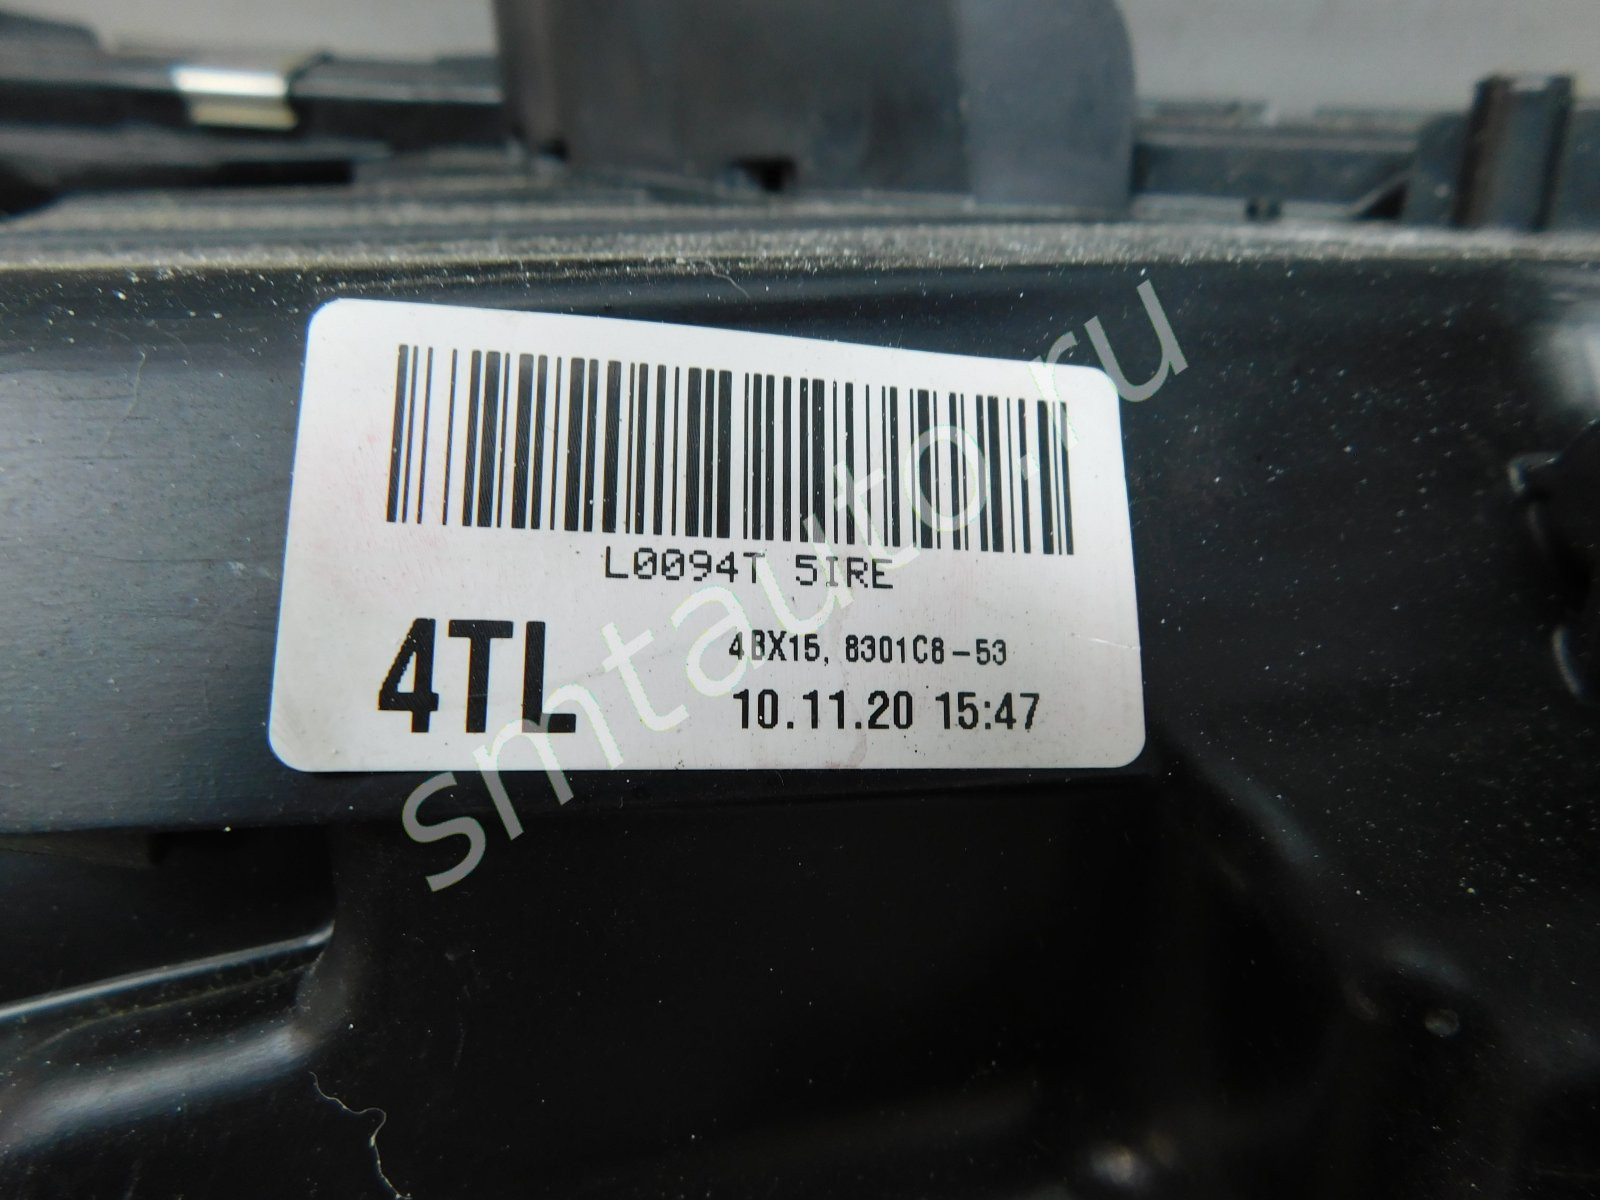 L0094T 5IRE
4TL
4BX15, 8301C8-53
10.11.20 15:47
smtauto.ru